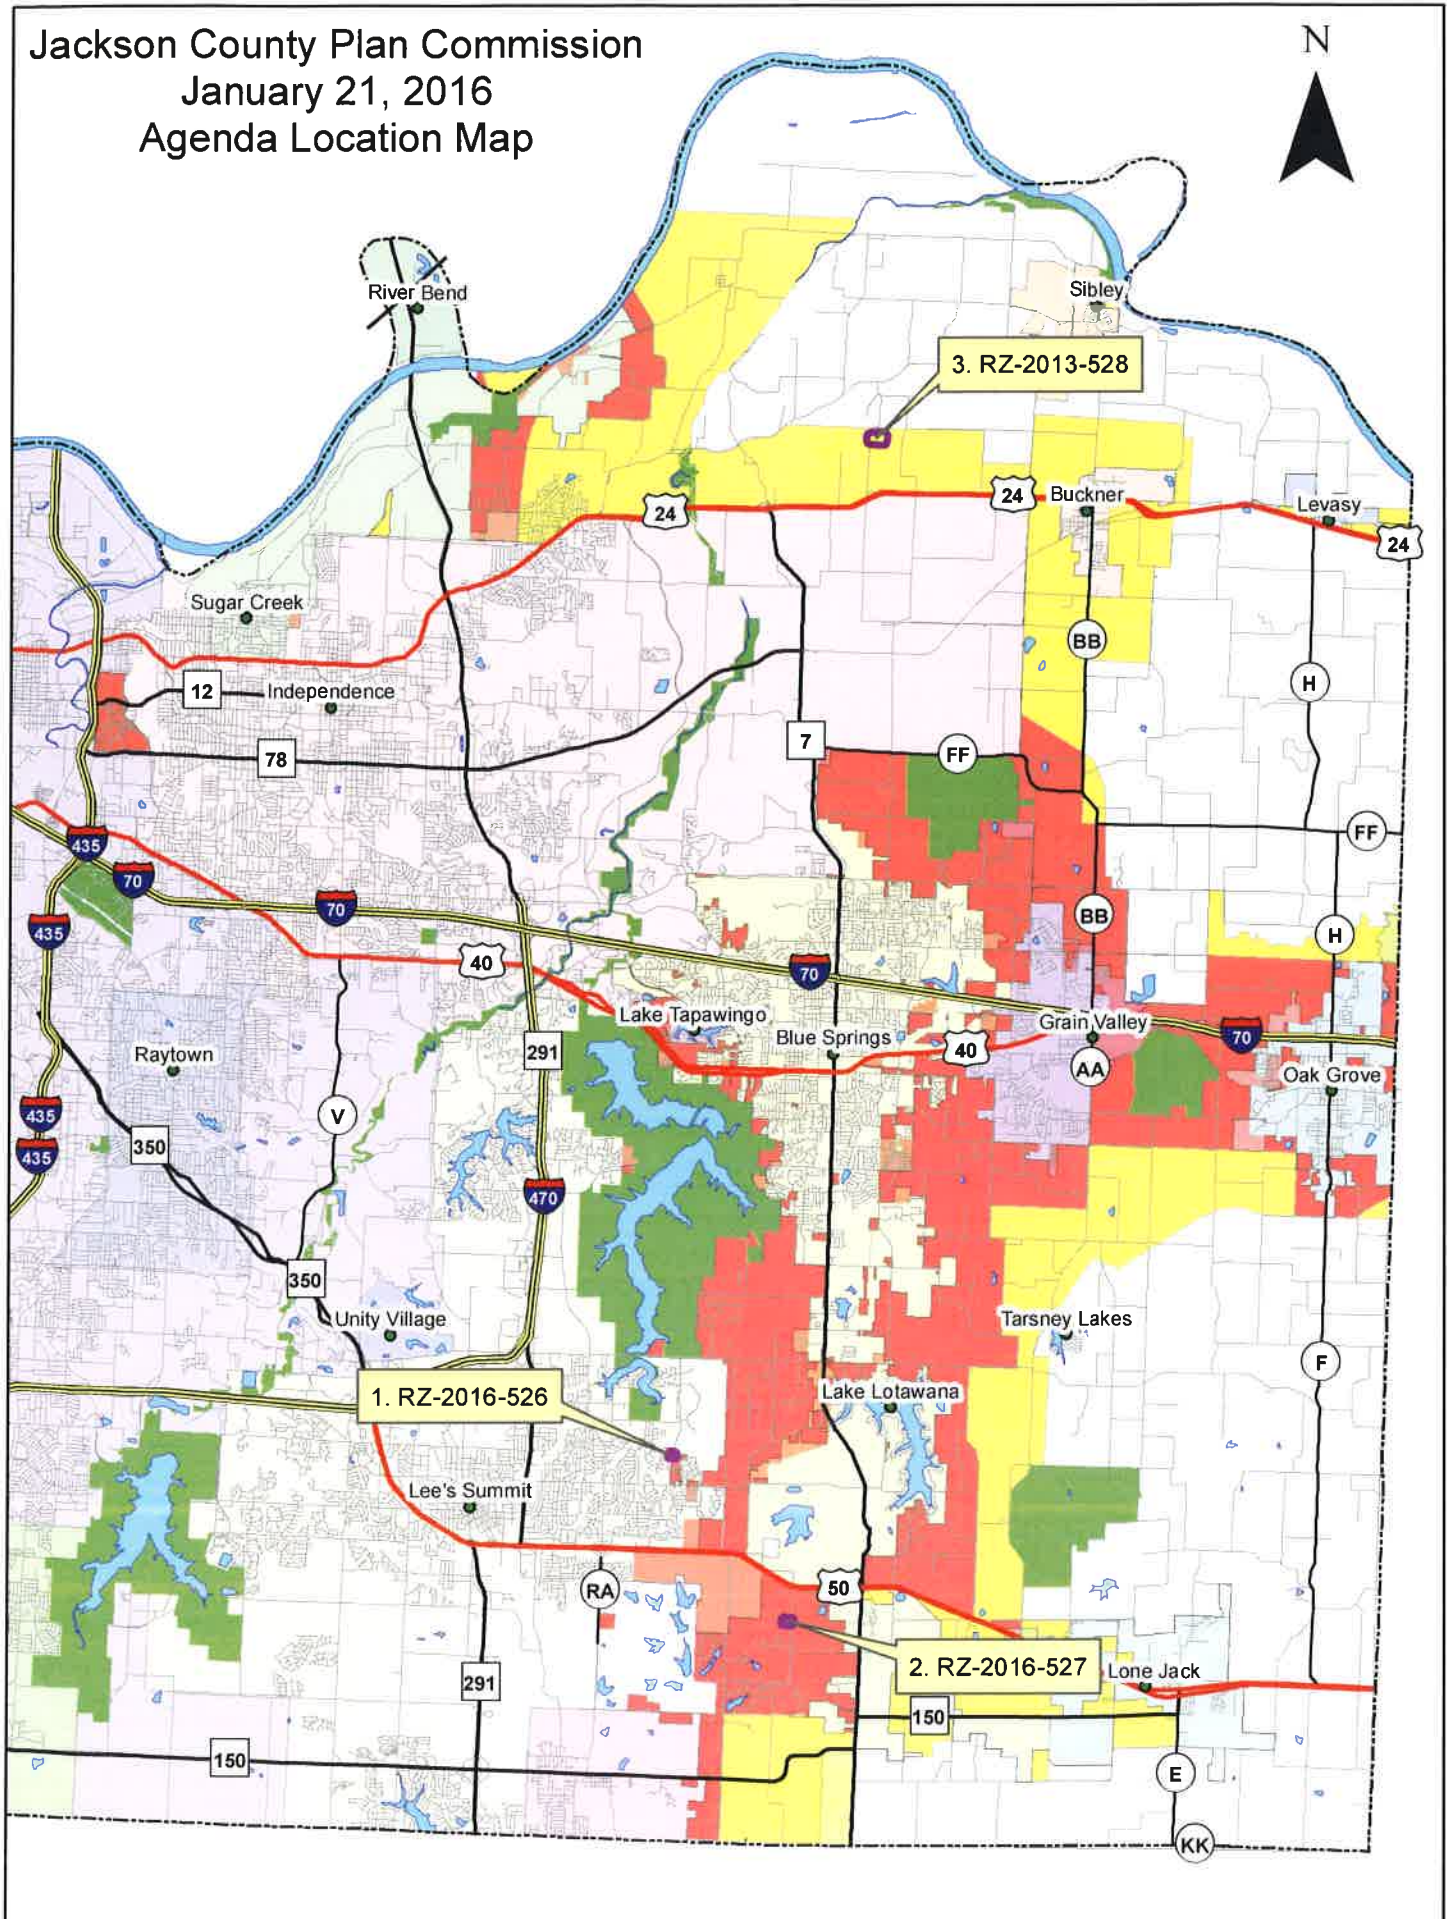 Jackson County Plan Commission
January 21, 2016
Agenda Location Map
N
River Bend
Sibley
3. RZ-2013-528
24
24
Buckner
Levasy
24
Sugar Creek
BB
12
Independence
H
7
FF
78
435
FF
70
70
435
BB
H
40
70
Lake Tapawingo
Blue Springs
Grain Valley
70
291
40
Raytown
AA
Oak Grove
435
V
350
435
470
350
Unity Village
Tarsney Lakes
F
1. RZ-2016-526
Lake Lotawana
Lee's Summit
RA
50
2. RZ-2016-527
Lone Jack
291
150
150
E
KK